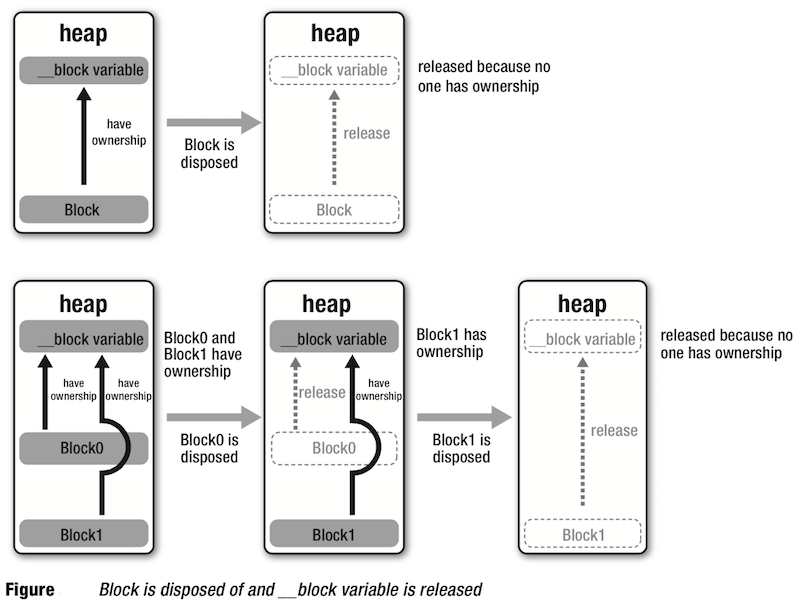 heap
__block variable
have
ownership
Block
Block is
disposed
heap
__block variable
release
Block
released because no
one has ownership
heap
__block variable
have
ownership
have
ownership
Block0
Block1
Block0 and
Block1 have
ownership
Block0 is
disposed
heap
__block variable
release
have
ownership
Block0
Block1
Block1 has
ownership
Block1 is
disposed
heap
__block variable
release
Block1
released because no
one has ownership
Figure Block is disposed of and __block variable is released